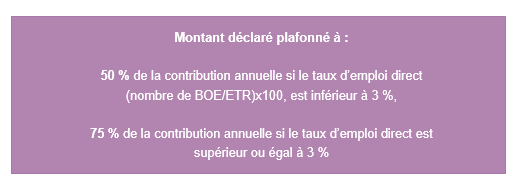 Montant déclaré plafonné à :
50 % de la contribution annuelle si le taux d'emploi direct
(nombre de BOE/ETR)x100, est inférieur à 3 %,
75 % de la contribution annuelle si le taux d'emploi direct est
supérieur ou égal à 3 %